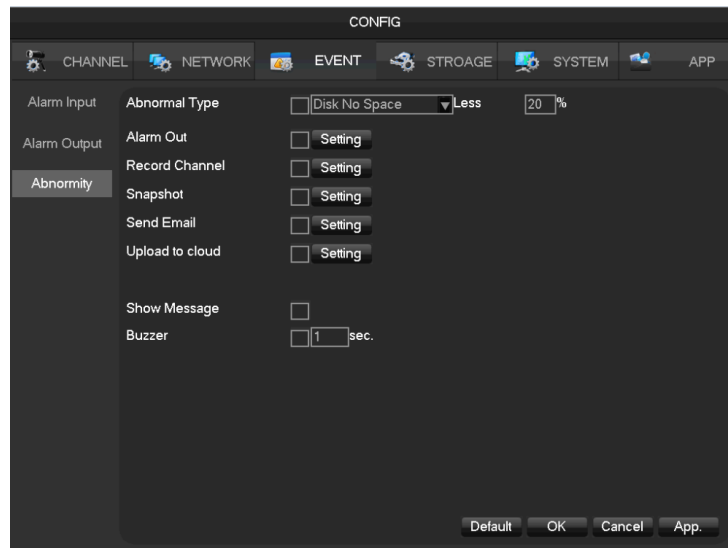 CONFIG
CHANNEL NETWORK EVENT STROAGE SYSTEM APP
Alarm Input
Alarm Output
Abnormity
Abnormal Type Disk No Space Less 20 %
Alarm Out Setting
Record Channel Setting
Snapshot Setting
Send Email Setting
Upload to cloud Setting
Show Message
Buzzer 1 sec.
Default OK Cancel App.